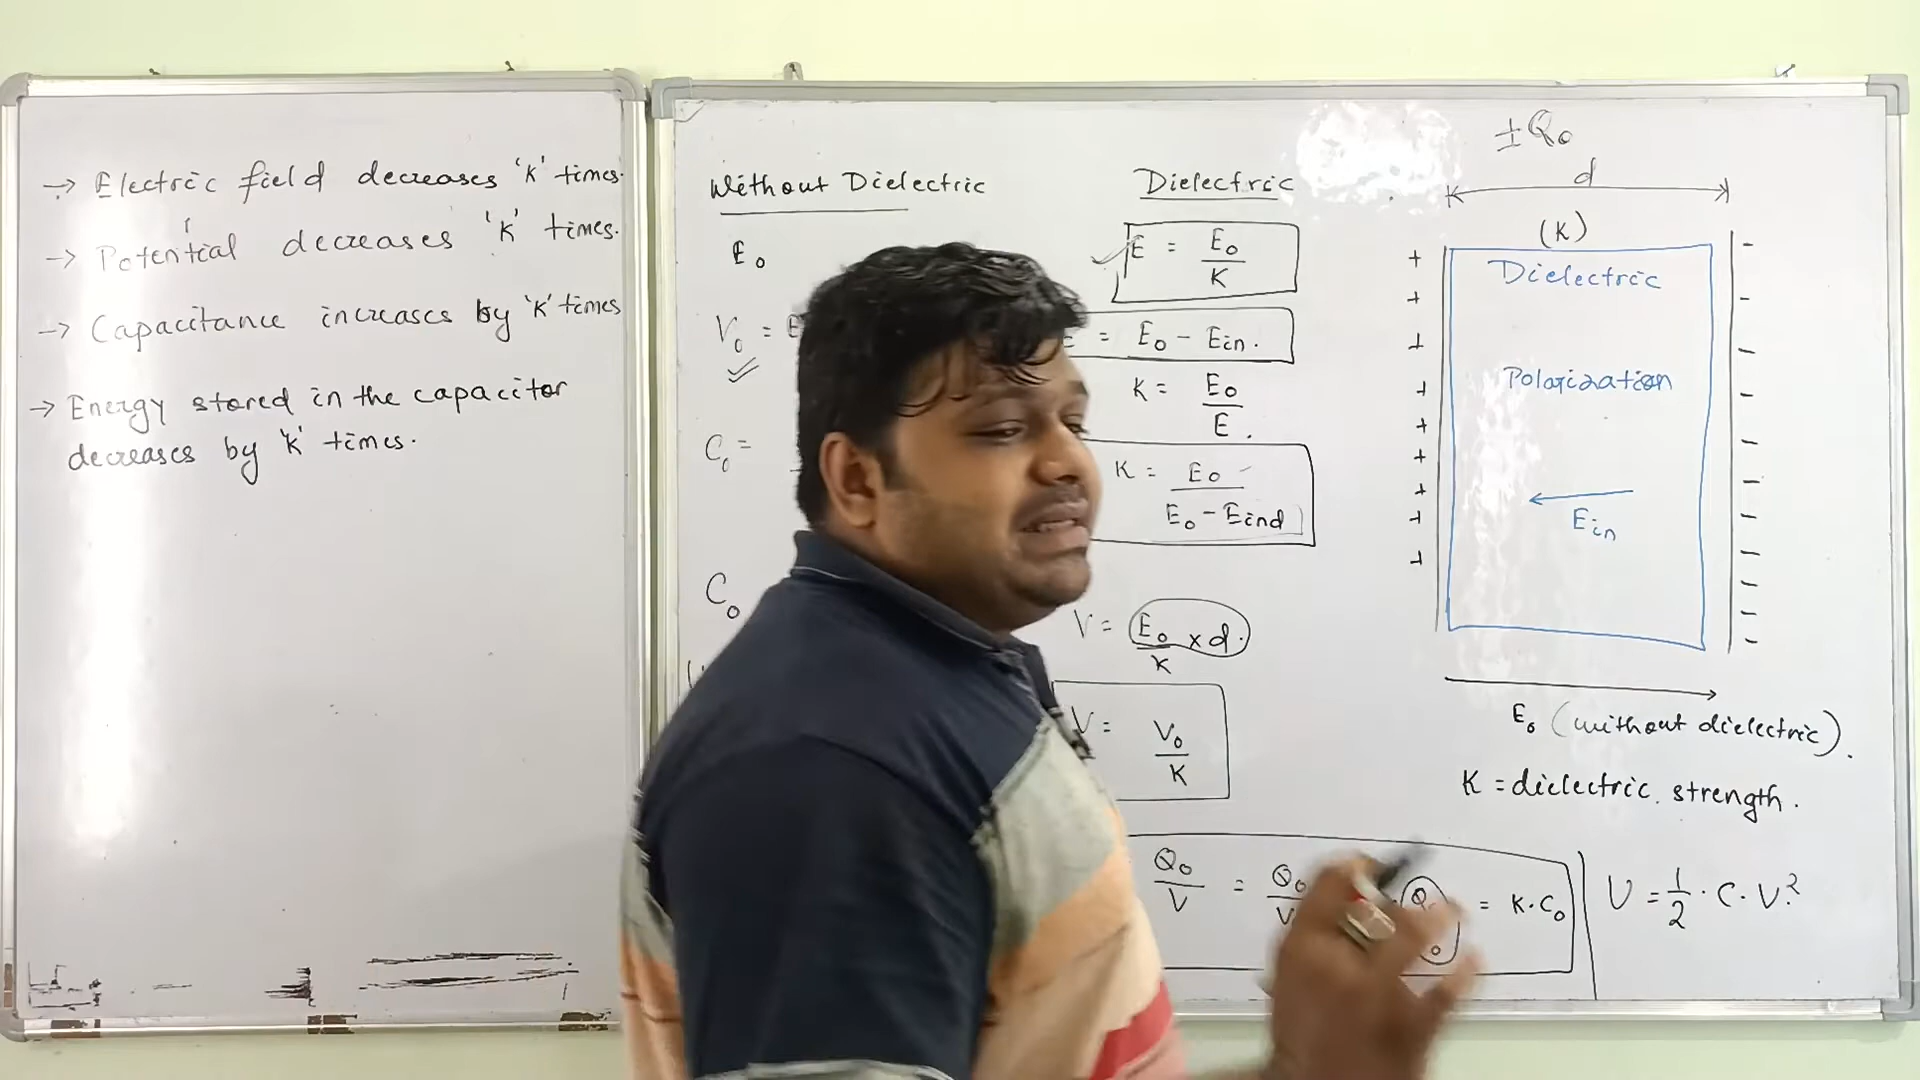 → Electric field decreases 'K' times.
→ Potential decreases 'K' times.
→ Capacitance increases by 'K' times
→ Energy stored in the capacitor
decreases by 'K' times.
Without Dielectric
E₀
V₀ = E
C₀ =
C₀
Dielectric
E = E₀/K
= E₀ - Ein.
K = E₀/E.
K = E₀/(E₀ - Eind)
V = E₀/K × d.
V = V₀/K
Q₀/V = Q₀/V = K·C₀
U = 1/2 · C · V².
± Q₀
d
(K)
Dielectric
+ + + + + + + + +
- - - - - - - - - - - -
Polarization
Ein
E₀ (without dielectric).
K = dielectric strength.